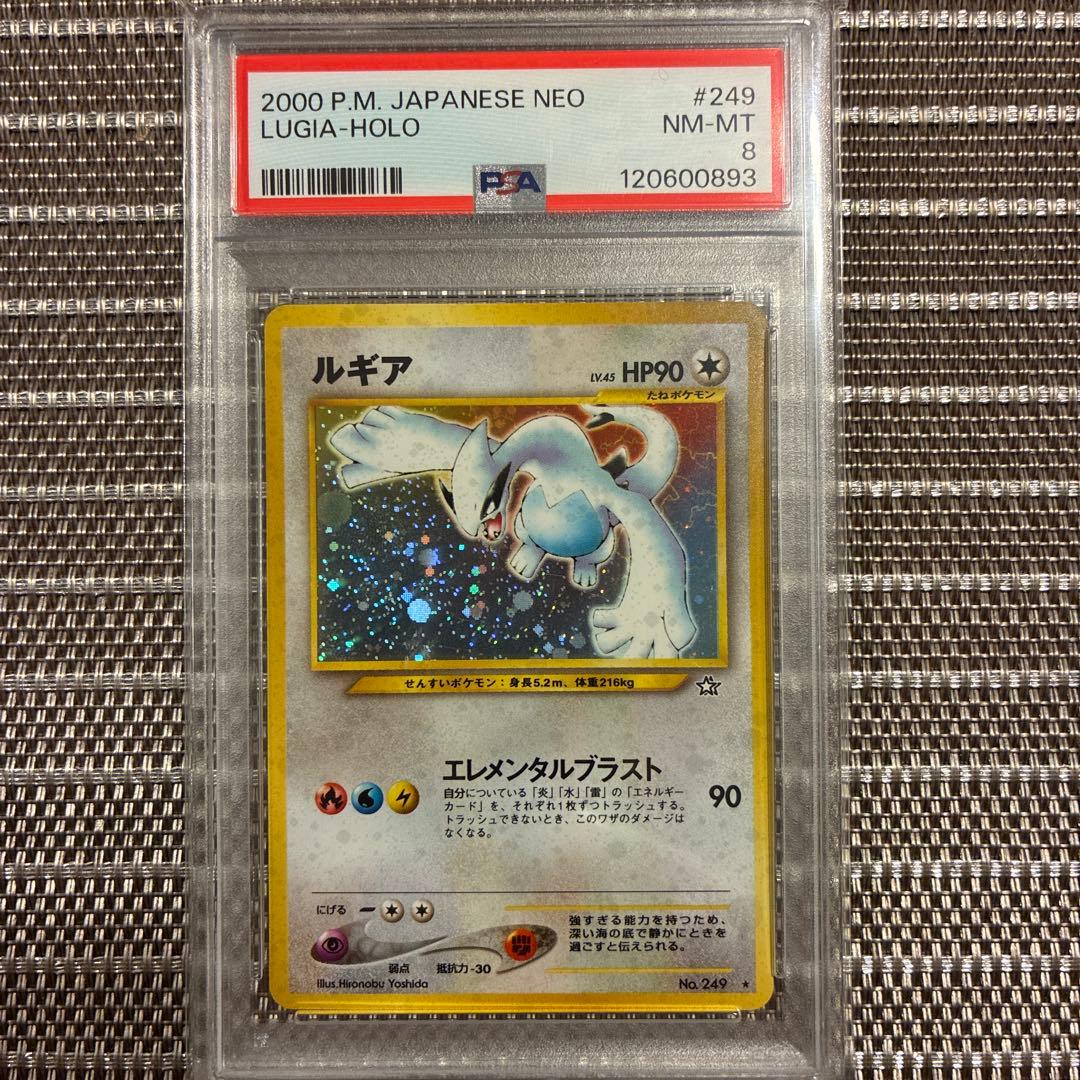 2000 P.M. JAPANESE NEO #249
LUGIA-HOLO NM-MT
8
PSA 120600893
ルギア LV.45 HP90
たねポケモン
せんすいポケモン：身長5.2m、体重216kg
エレメンタルブラスト
自分についている「炎」「水」「雷」の「エネルギー
カード」を、それぞれ1枚ずつトラッシュする。
トラッシュできないとき、このワザのダメージは
なくなる。
90
にげる
弱点 抵抗力-30
強すぎる能力を持つため、
深い海の底で静かにときを
過ごすと伝えられる。
Illus.Hironobu Yoshida
No. 249